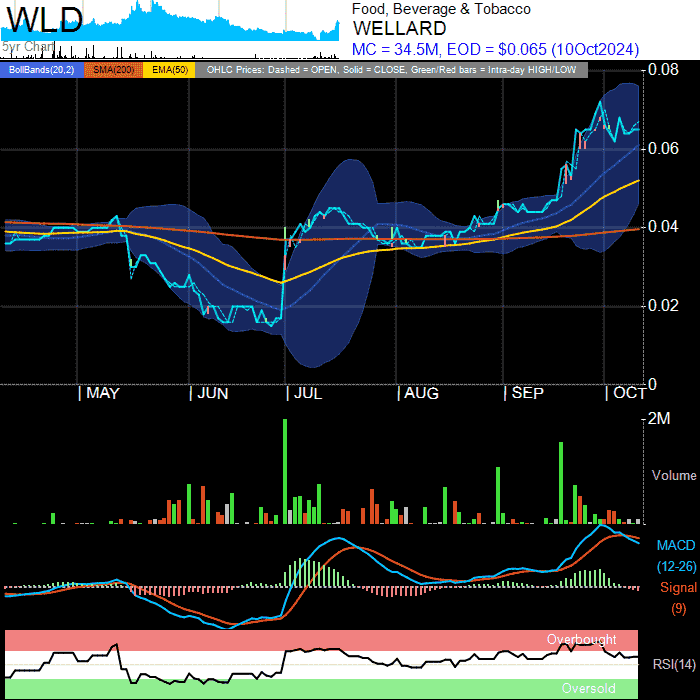 WLD
5yr Chart
Food, Beverage & Tobacco
WELLARD
MC = 34.5M, EOD = $0.065 (10Oct2024)
BollBands(20,2) SMA(200) EMA(50) OHLC Prices: Dashed = OPEN, Solid = CLOSE, Green/Red bars = Intra-day HIGH/LOW
0.08
0.06
0.04
0.02
0
| MAY | JUN | JUL | AUG | SEP | OCT
2M
Volume
MACD
(12-26)
Signal
(9)
Overbought
RSI(14)
Oversold